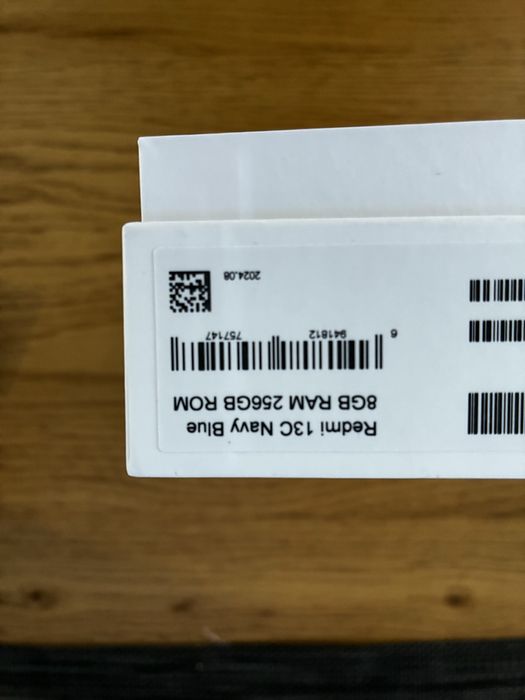 Redmi 13C Navy Blue
8GB RAM 256GB ROM
6 941812 757147
2024.08